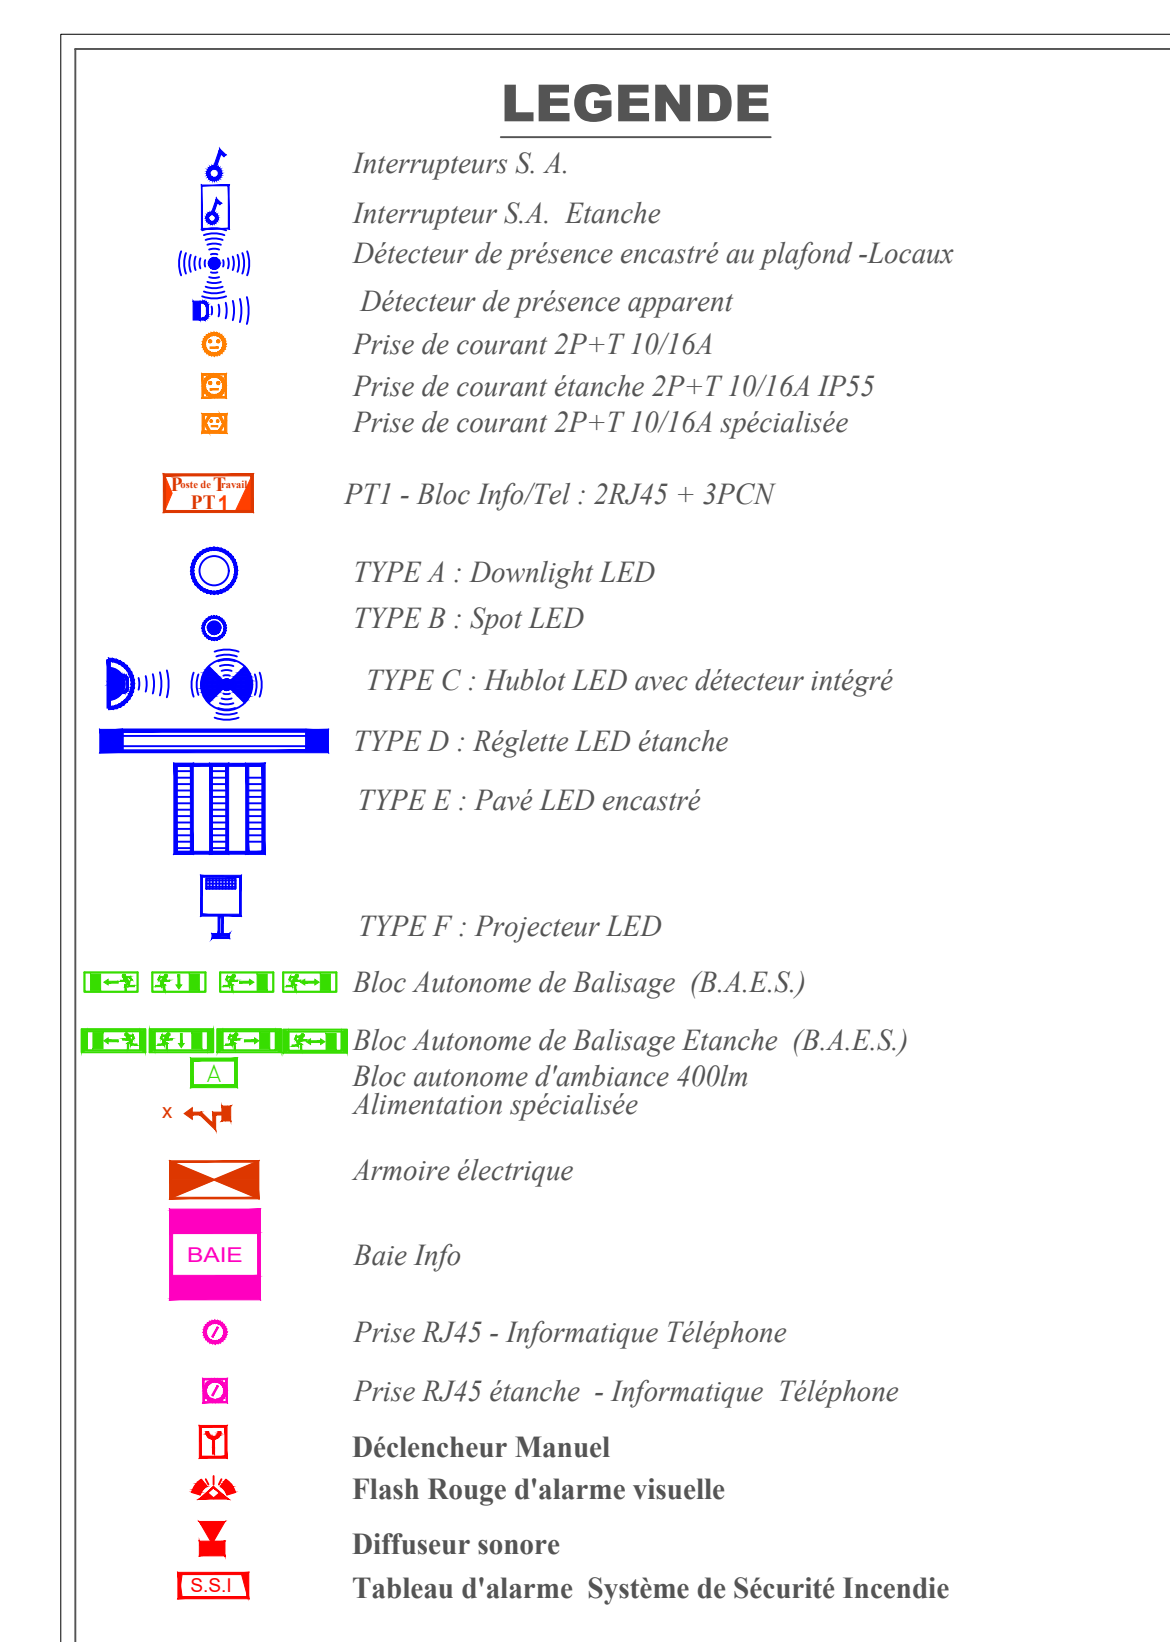 LEGENDE
Interrupteurs S. A.
Interrupteur S.A. Etanche
Détecteur de présence encastré au plafond -Locaux
Détecteur de présence apparent
Prise de courant 2P+T 10/16A
Prise de courant étanche 2P+T 10/16A IP55
Prise de courant 2P+T 10/16A spécialisée
Poste de Travail
PT1
PT1 - Bloc Info/Tel : 2RJ45 + 3PCN
TYPE A : Downlight LED
TYPE B : Spot LED
TYPE C : Hublot LED avec détecteur intégré
TYPE D : Réglette LED étanche
TYPE E : Pavé LED encastré
TYPE F : Projecteur LED
Bloc Autonome de Balisage (B.A.E.S.)
Bloc Autonome de Balisage Etanche (B.A.E.S.)
A Bloc autonome d'ambiance 400lm
x Alimentation spécialisée
Armoire électrique
BAIE Baie Info
Prise RJ45 - Informatique Téléphone
Prise RJ45 étanche - Informatique Téléphone
Déclencheur Manuel
Flash Rouge d'alarme visuelle
Diffuseur sonore
S.S.I Tableau d'alarme Système de Sécurité Incendie